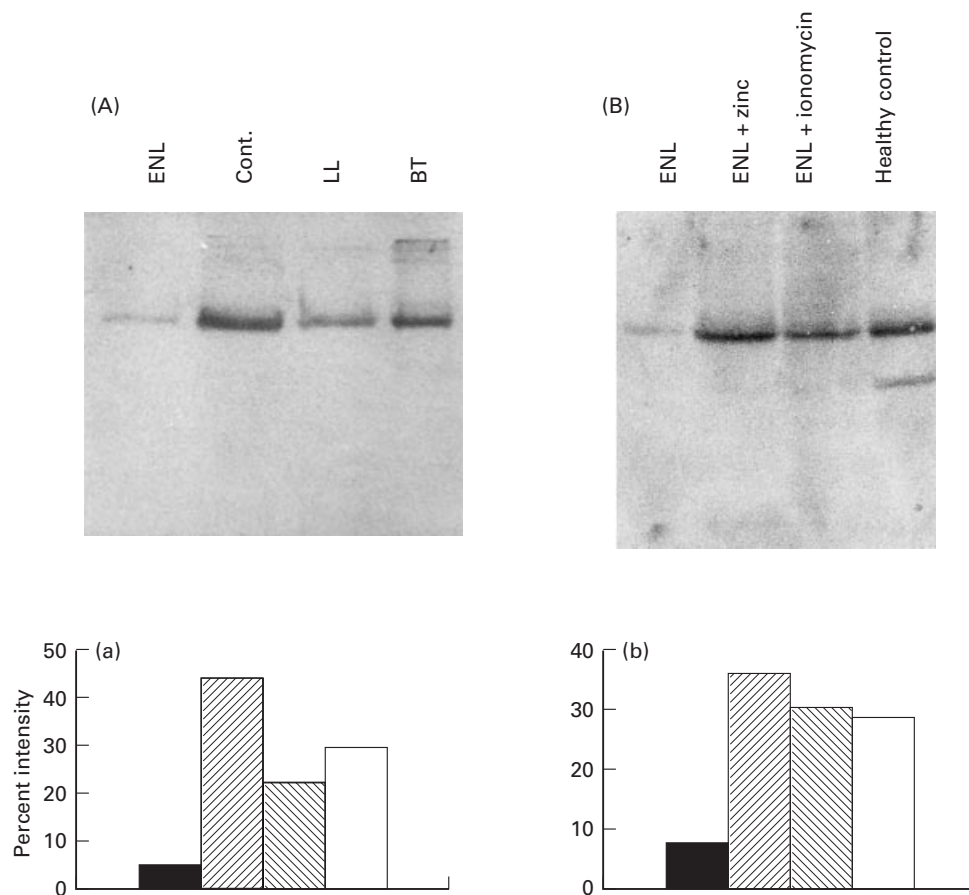 (A)
ENL
Cont.
LL
BT
(B)
ENL
ENL + zinc
ENL + ionomycin
Healthy control
Percent intensity
(a)
50
40
30
20
10
0
(b)
40
30
20
10
0